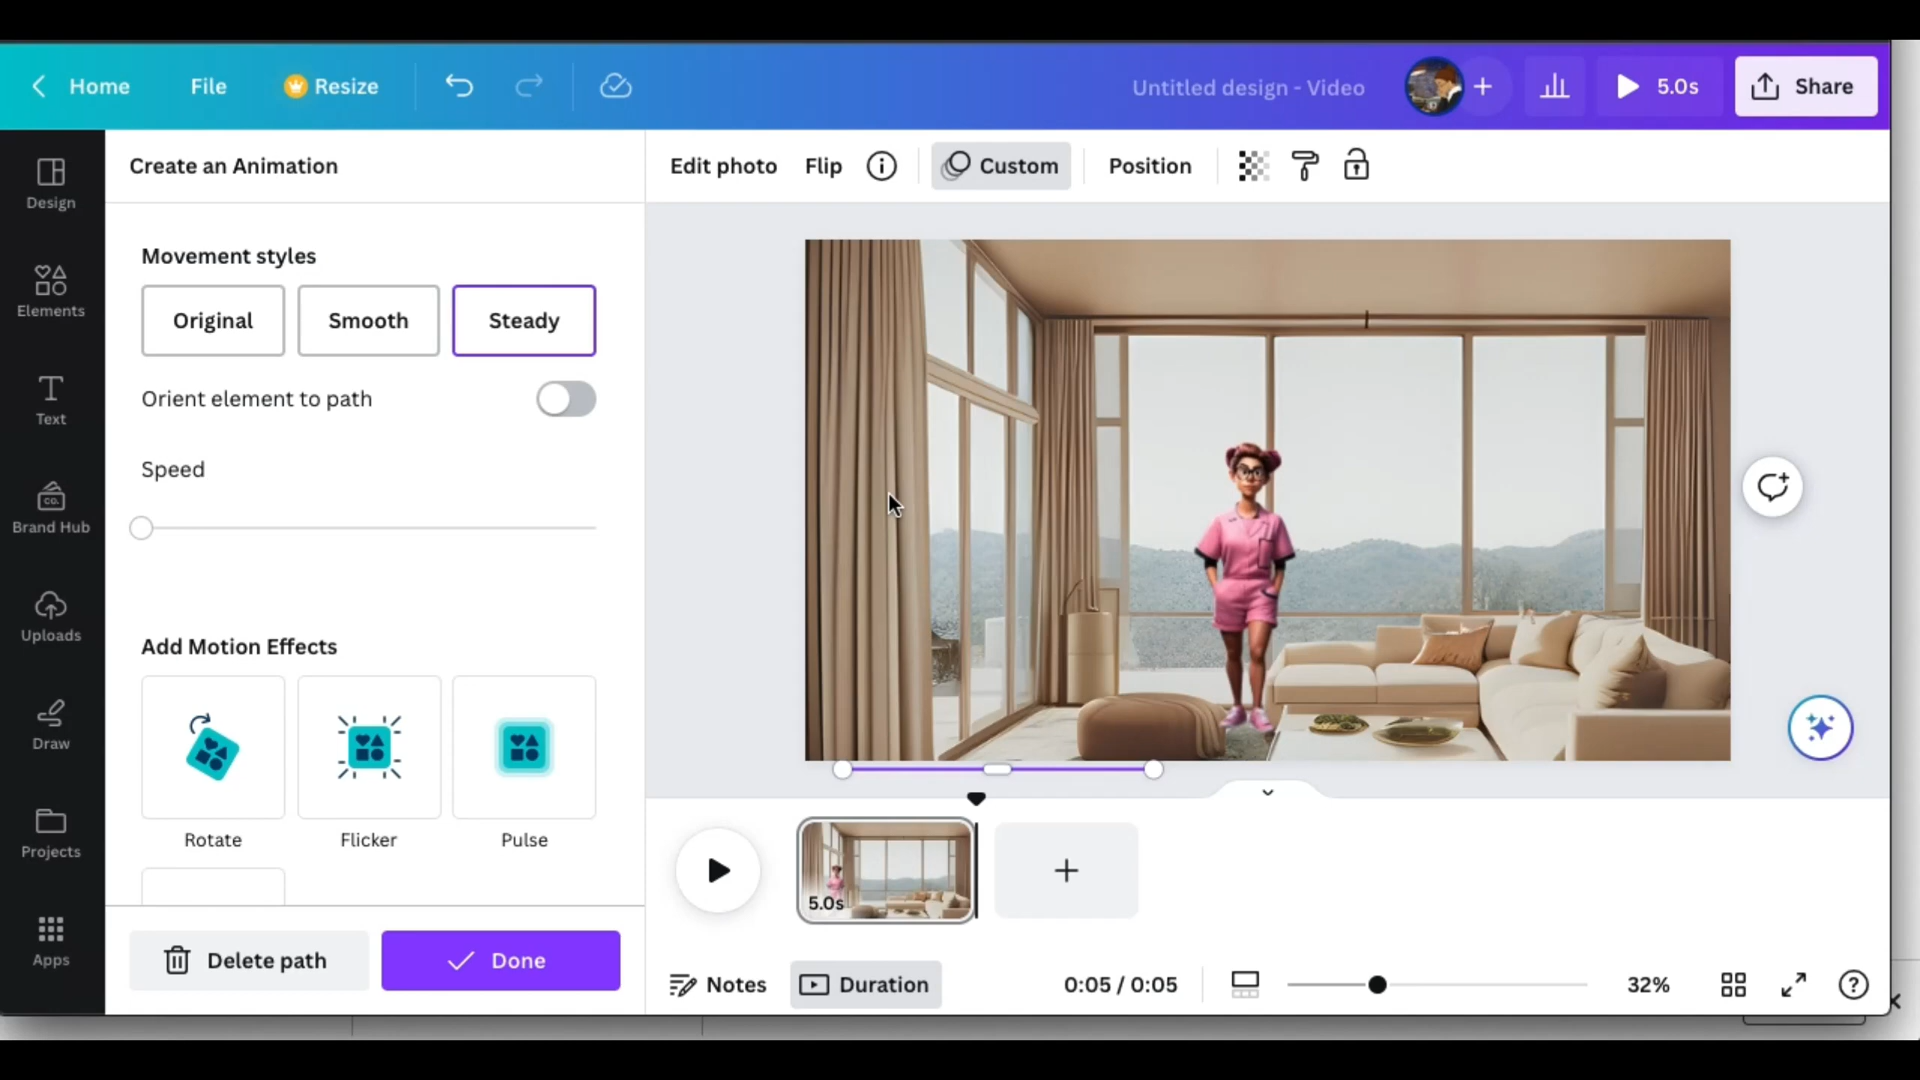 Home File Resize Untitled design - Video 5.0s Share
Design
Elements
Text
CO.
Brand Hub
Uploads
Draw
Projects
Apps
Create an Animation
Movement styles
Original Smooth Steady
Orient element to path
Speed
Add Motion Effects
Rotate Flicker Pulse
Delete path Done
Edit photo Flip Custom Position
5.0s
Notes Duration 0:05 / 0:05 32%